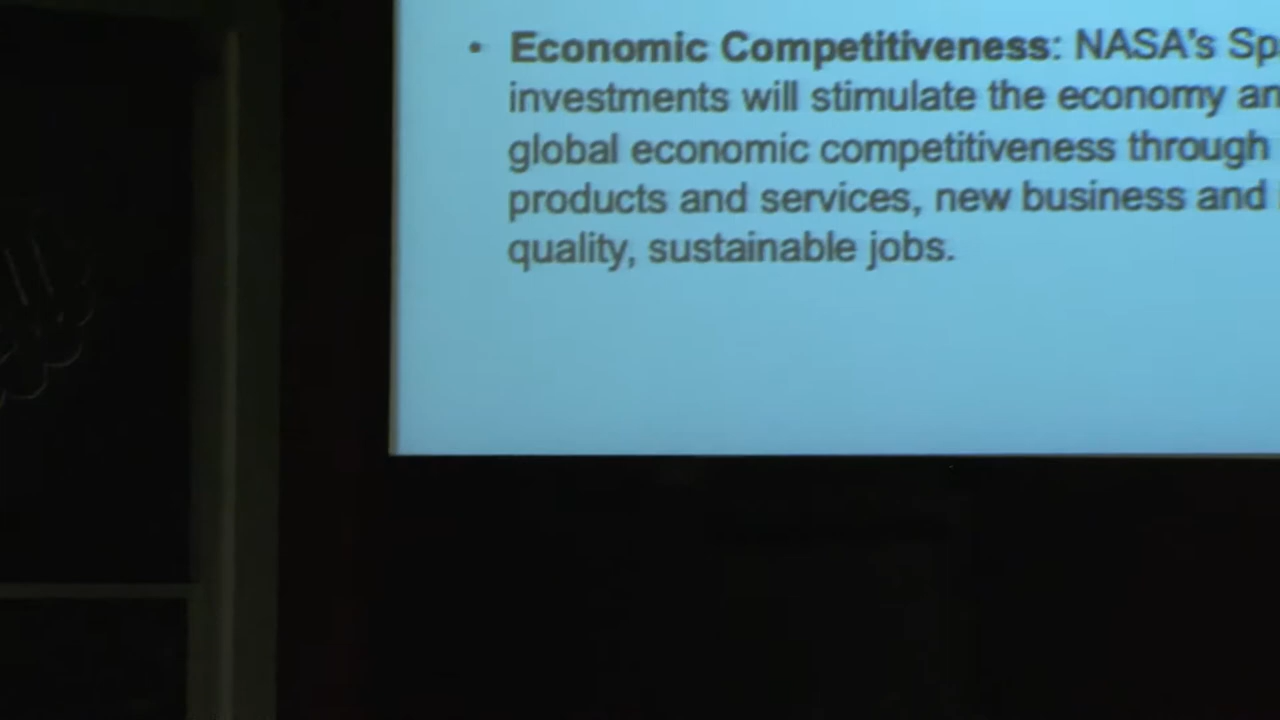 • Economic Competitiveness: NASA's Sp
investments will stimulate the economy an
global economic competitiveness through
products and services, new business and
quality, sustainable jobs.